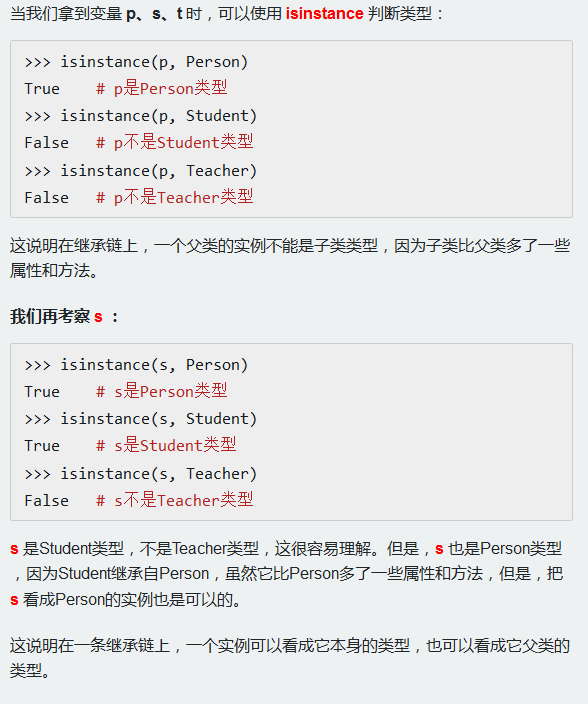 当我们拿到变量 p、s、t 时，可以使用 isinstance 判断类型：
>>> isinstance(p, Person)
True    # p是Person类型
>>> isinstance(p, Student)
False   # p不是Student类型
>>> isinstance(p, Teacher)
False   # p不是Teacher类型
这说明在继承链上，一个父类的实例不能是子类类型，因为子类比父类多了一些
属性和方法。
我们再考察 s ：
>>> isinstance(s, Person)
True    # s是Person类型
>>> isinstance(s, Student)
True    # s是Student类型
>>> isinstance(s, Teacher)
False   # s不是Teacher类型
s 是Student类型，不是Teacher类型，这很容易理解。但是，s 也是Person类型
，因为Student继承自Person，虽然它比Person多了一些属性和方法，但是，把
s 看成Person的实例也是可以的。
这说明在一条继承链上，一个实例可以看成它本身的类型，也可以看成它父类的
类型。